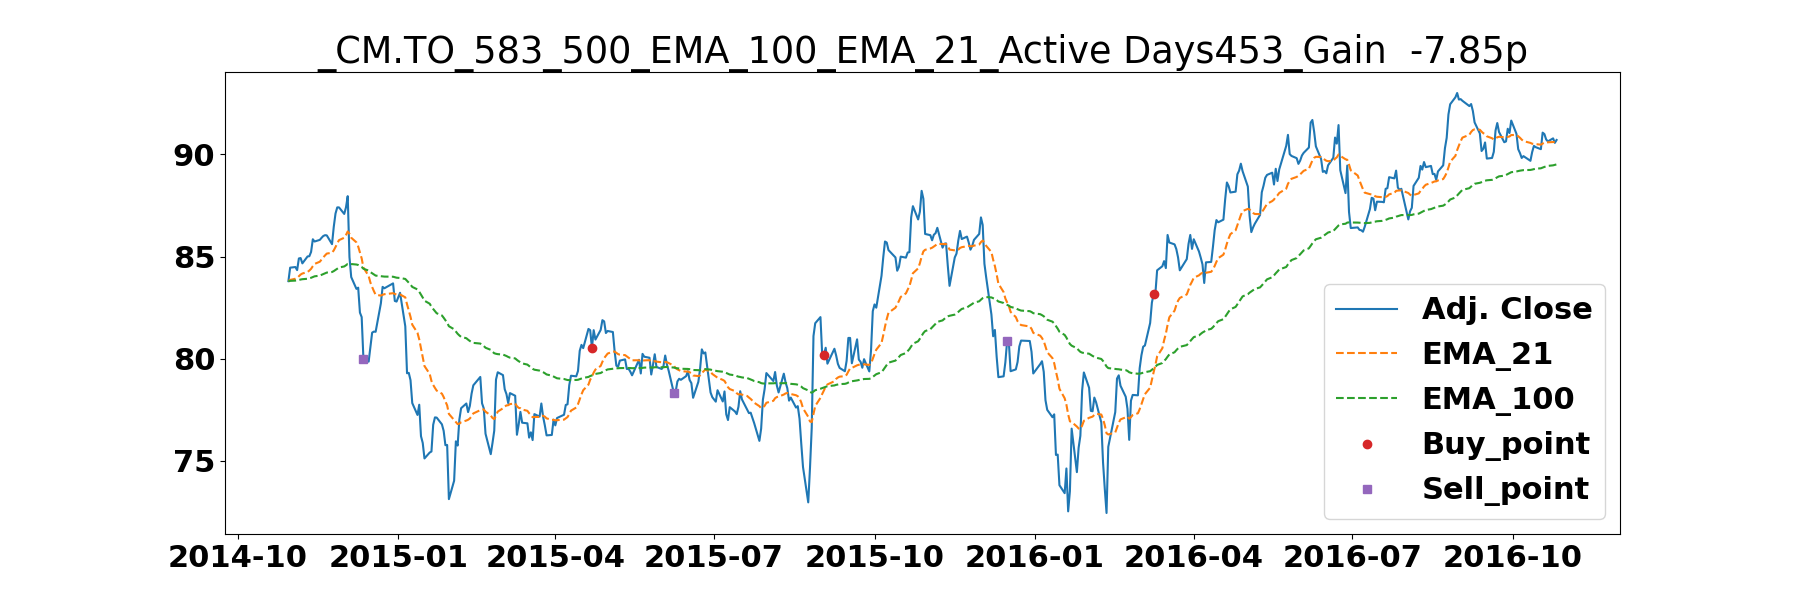 _CM.TO_583_500_EMA_100_EMA_21_Active Days453_Gain  -7.85p
90
85
80
75
Adj. Close
EMA_21
EMA_100
Buy_point
Sell_point
2014-10 2015-01 2015-04 2015-07 2015-10 2016-01 2016-04 2016-07 2016-10